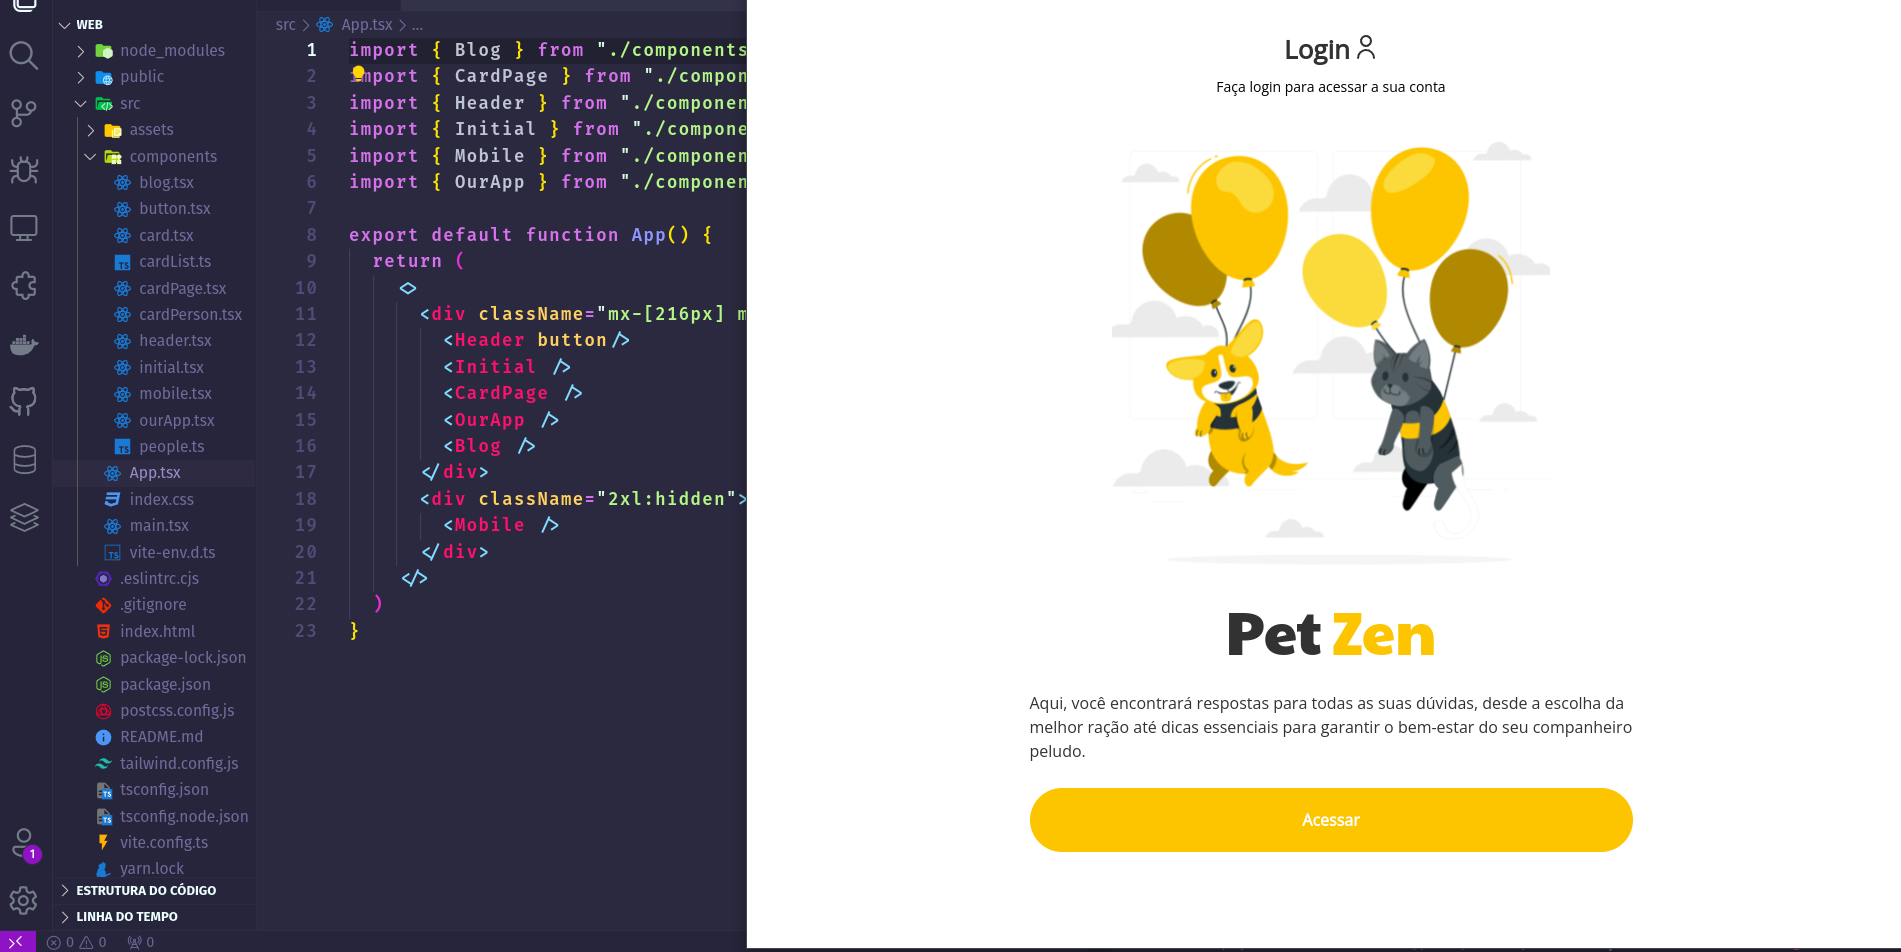 WEB
node_modules
public
src
assets
components
blog.tsx
button.tsx
card.tsx
cardList.ts
cardPage.tsx
cardPerson.tsx
header.tsx
initial.tsx
mobile.tsx
ourApp.tsx
people.ts
App.tsx
index.css
main.tsx
vite-env.d.ts
.eslintrc.cjs
.gitignore
index.html
package-lock.json
package.json
postcss.config.js
README.md
tailwind.config.js
tsconfig.json
tsconfig.node.json
vite.config.ts
yarn.lock
ESTRUTURA DO CÓDIGO
LINHA DO TEMPO
1
0 0 0
src > App.tsx > ...
1 import { Blog } from "./components
2 import { CardPage } from "./compon
3 import { Header } from "./componen
4 import { Initial } from "./compone
5 import { Mobile } from "./componen
6 import { OurApp } from "./componen
7
8 export default function App() {
9 return (
10 <>
11 <div className="mx-[216px] m
12 <Header button/>
13 <Initial />
14 <CardPage />
15 <OurApp />
16 <Blog />
17 </div>
18 <div className="2xl:hidden">
19 <Mobile />
20 </div>
21 </>
22 )
23 }
Login
Faça login para acessar a sua conta
Pet Zen
Aqui, você encontrará respostas para todas as suas dúvidas, desde a escolha da
melhor ração até dicas essenciais para garantir o bem-estar do seu companheiro
peludo.
Acessar